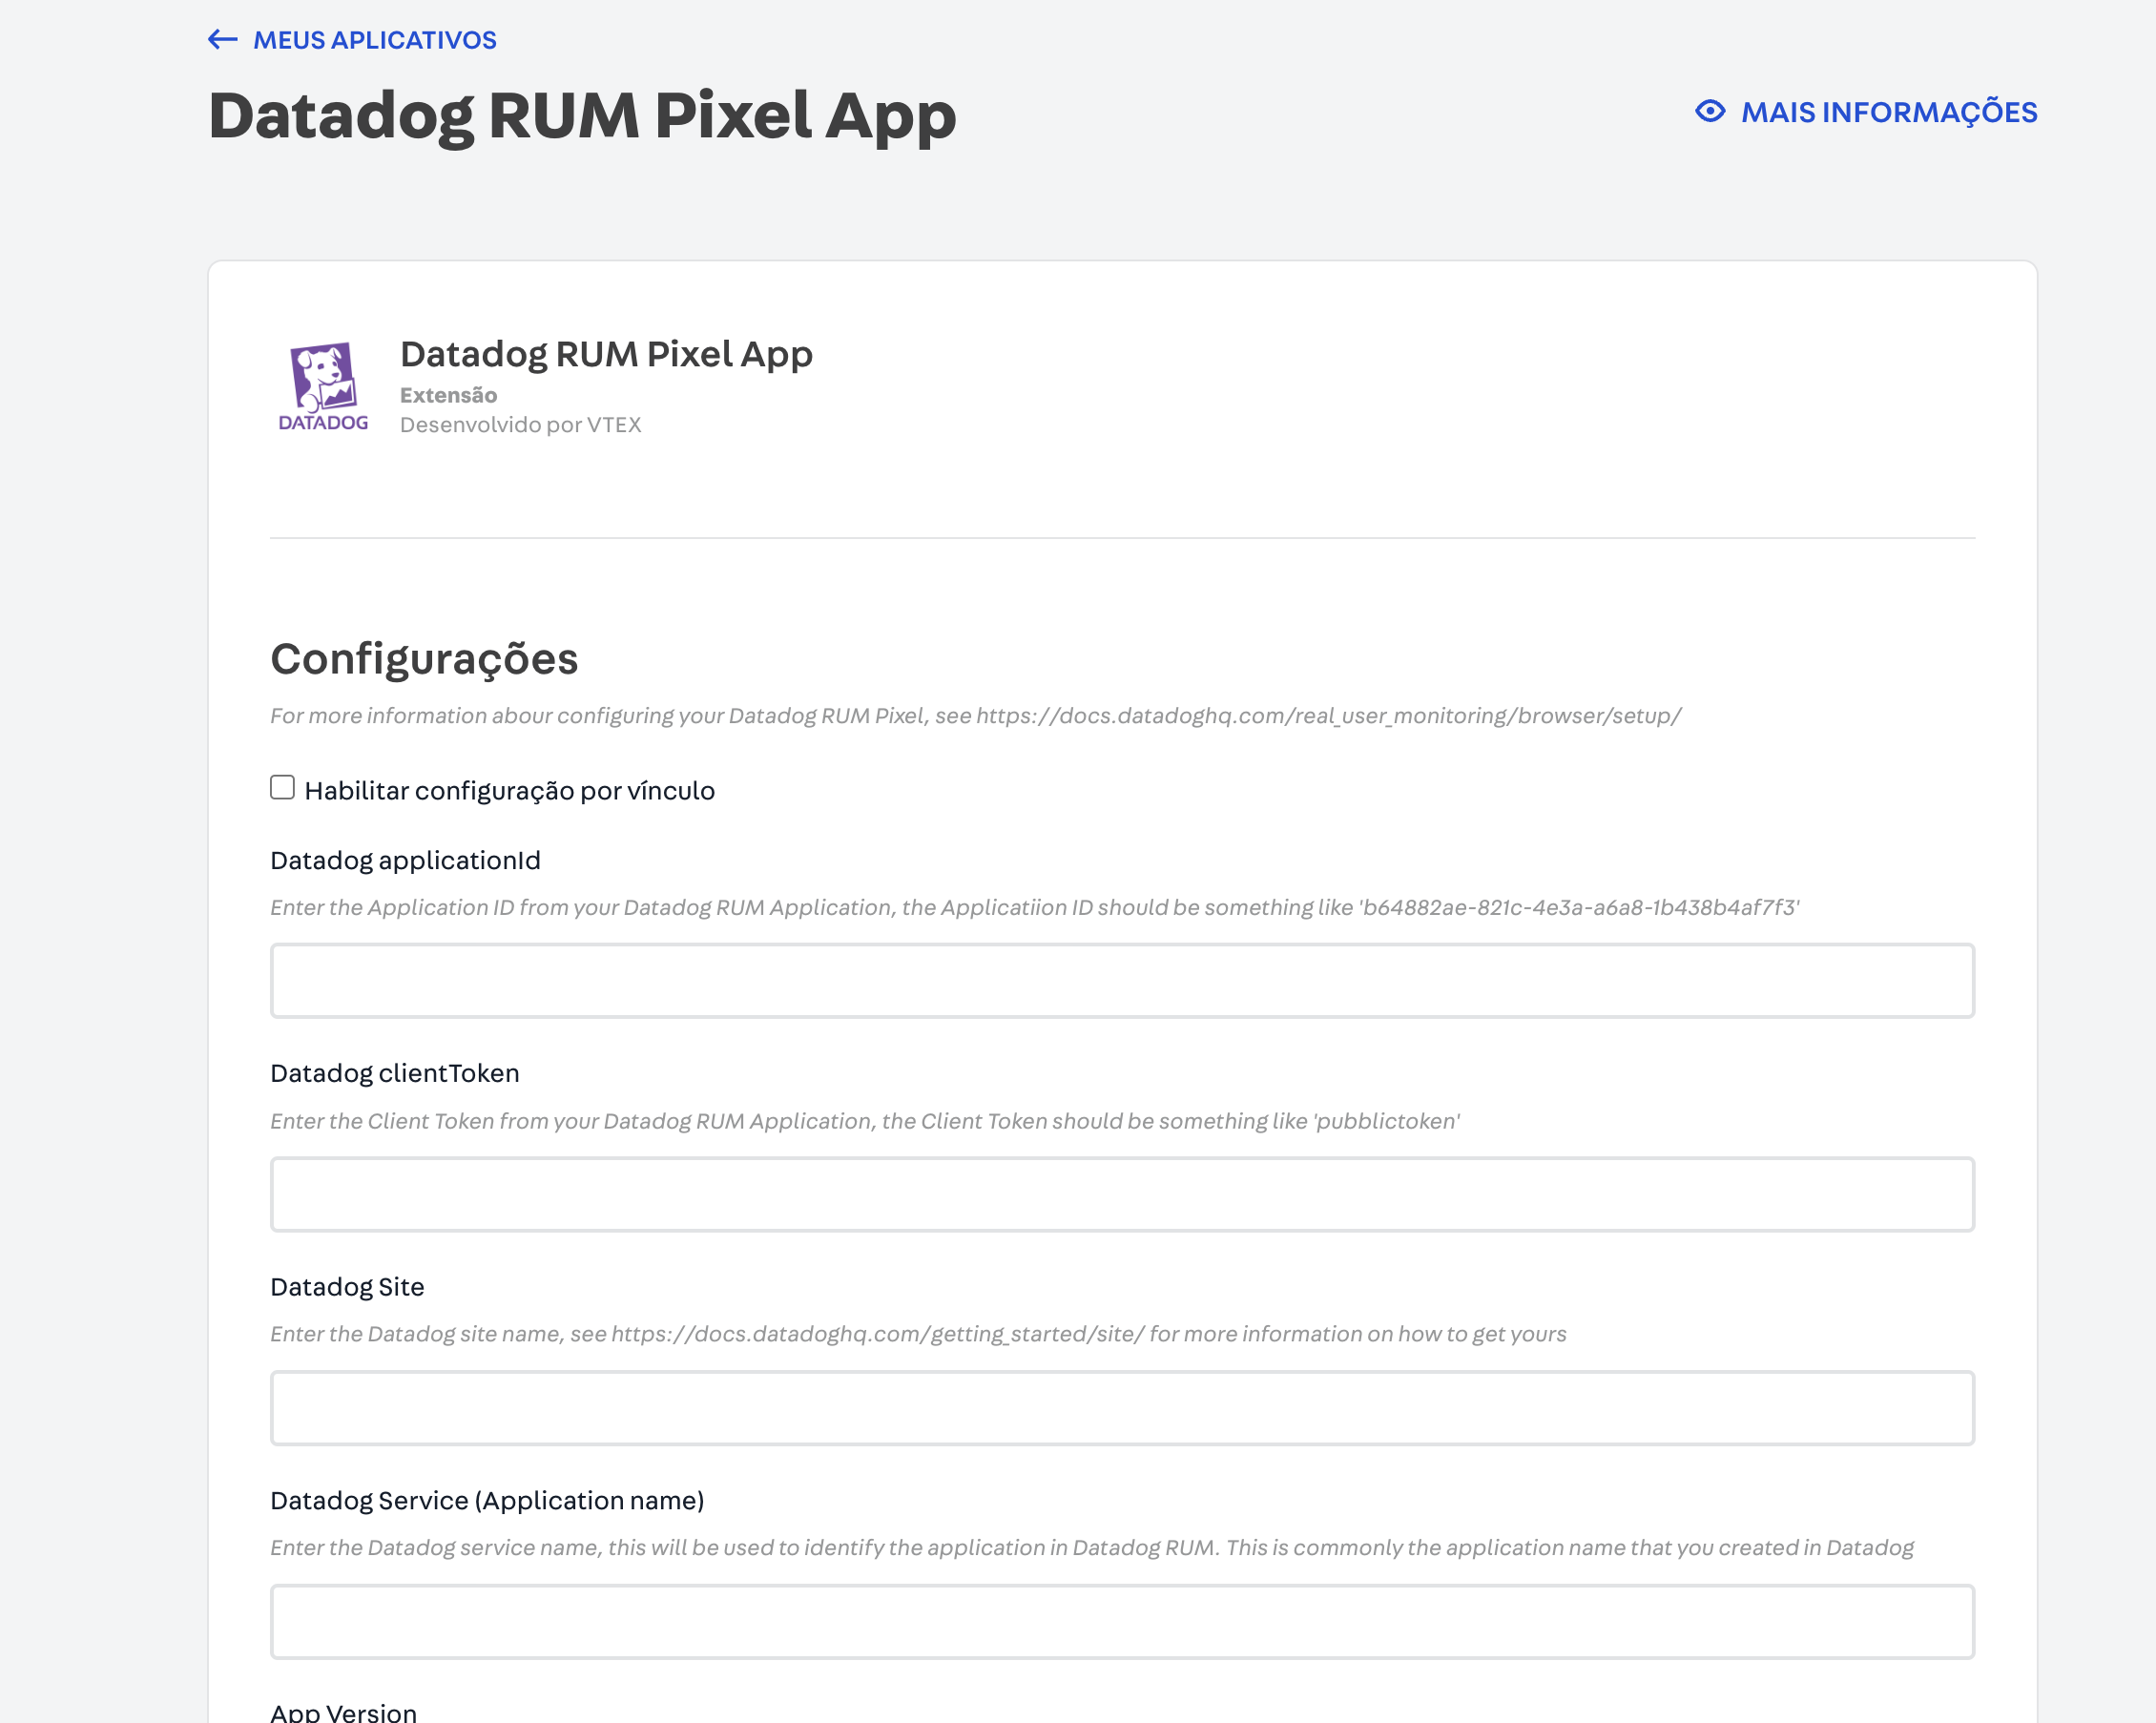 MEUS APLICATIVOS
Datadog RUM Pixel App
MAIS INFORMAÇÕES
DATADOG
Datadog RUM Pixel App
Extensão
Desenvolvido por VTEX
Configurações
For more information abour configuring your Datadog RUM Pixel, see https://docs.datadoghq.com/real_user_monitoring/browser/setup/
Habilitar configuração por vínculo
Datadog applicationId
Enter the Application ID from your Datadog RUM Application, the Applicatiion ID should be something like 'b64882ae-821c-4e3a-a6a8-1b438b4af7f3'
Datadog clientToken
Enter the Client Token from your Datadog RUM Application, the Client Token should be something like 'pubblictoken'
Datadog Site
Enter the Datadog site name, see https://docs.datadoghq.com/getting_started/site/ for more information on how to get yours
Datadog Service (Application name)
Enter the Datadog service name, this will be used to identify the application in Datadog RUM. This is commonly the application name that you created in Datadog
App Version